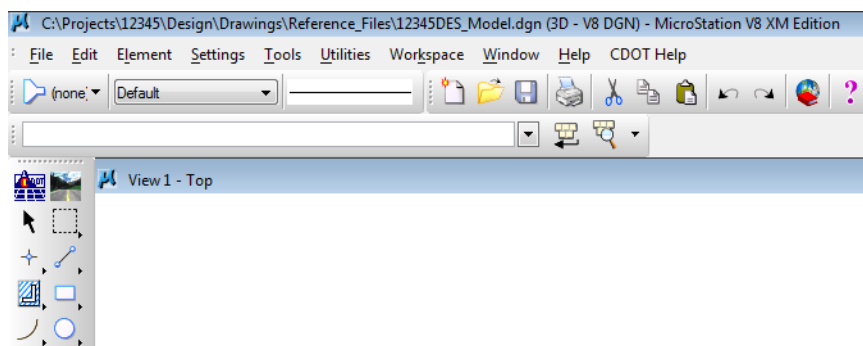 C:\Projects\12345\Design\Drawings\Reference_Files\12345DES_Model.dgn (3D - V8 DGN) - MicroStation V8 XM Edition
File Edit Element Settings Tools Utilities Workspace Window Help CDOT Help
(none) Default
View 1 - Top